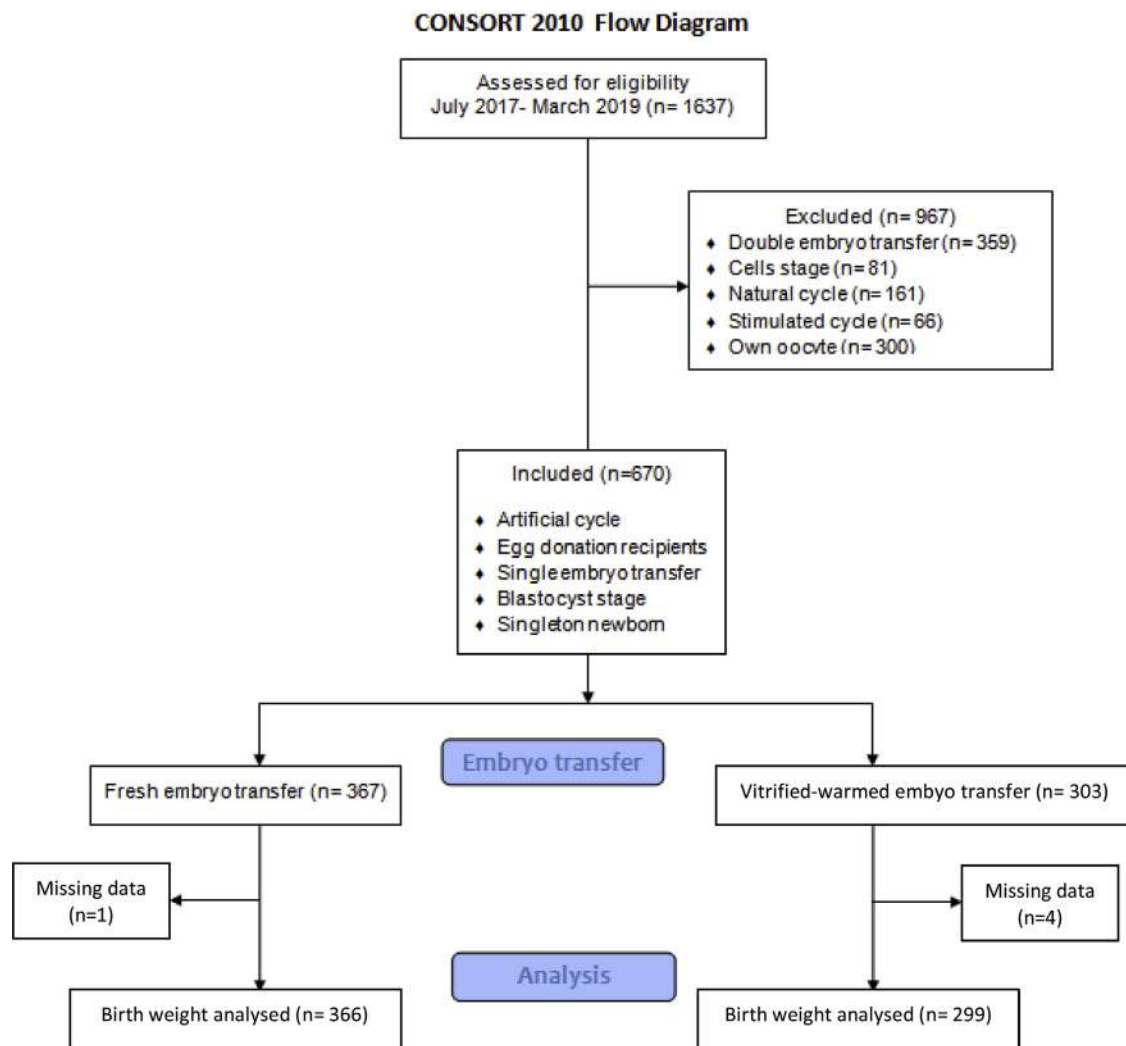 CONSORT 2010 Flow Diagram
Assessed for eligibility
July 2017- March 2019 (n= 1637)
Excluded (n= 967)
♦ Double embryo transfer (n= 359)
♦ Cells stage (n= 81)
♦ Natural cycle (n= 161)
♦ Stimulated cycle (n= 66)
♦ Own oocyte (n= 300)
Included (n=670)
♦ Artificial cycle
♦ Egg donation recipients
♦ Single embryo transfer
♦ Blastocyst stage
♦ Singleton newborn
Embryo transfer
Fresh embryo transfer (n= 367)
Vitrified-warmed embyo transfer (n= 303)
Missing data
(n=1)
Missing data
(n=4)
Analysis
Birth weight analysed (n= 366)
Birth weight analysed (n= 299)